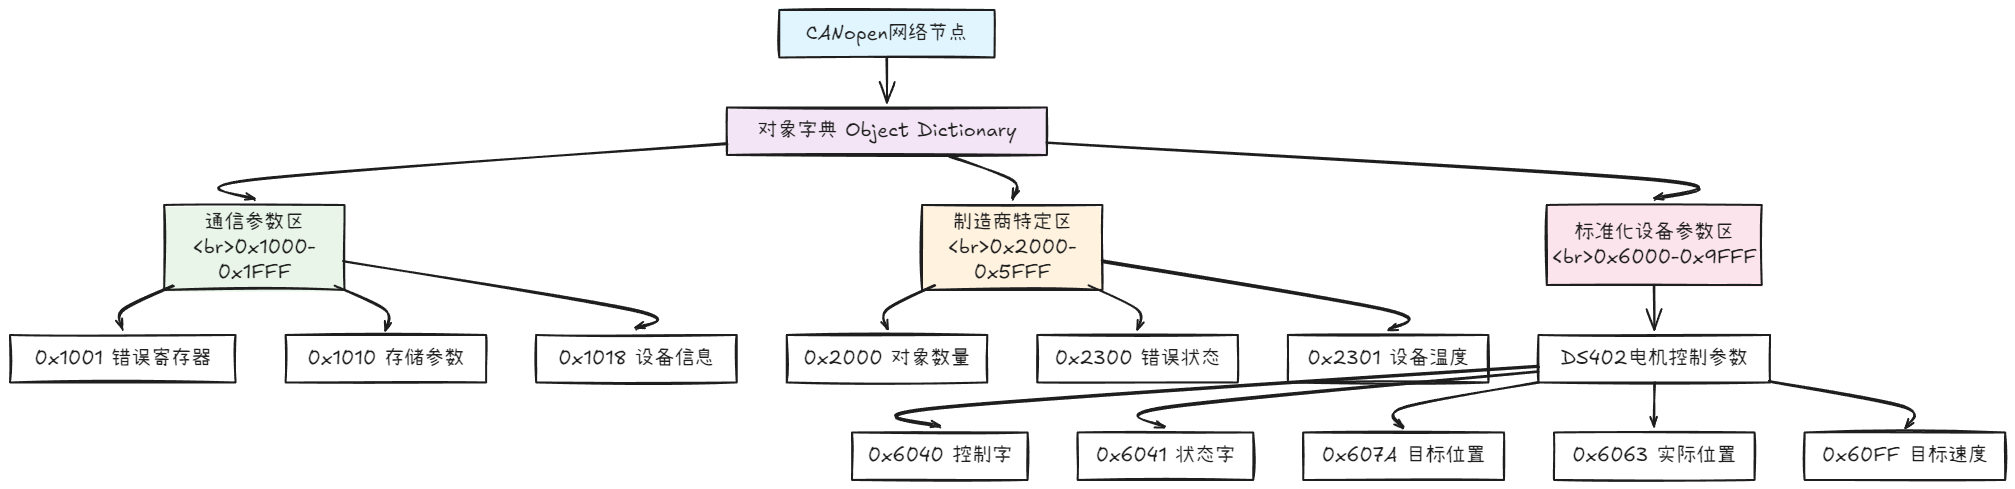 CANopen网络节点
对象字典 Object Dictionary
通信参数区
<br>0x1000-
0x1FFF
制造商特定区
<br>0x2000-
0x5FFF
标准化设备参数区
<br>0x6000-0x9FFF
0x1001 错误寄存器
0x1010 存储参数
0x1018 设备信息
0x2000 对象数量
0x2300 错误状态
0x2301 设备温度
DS402电机控制参数
0x6040 控制字
0x6041 状态字
0x607A 目标位置
0x6063 实际位置
0x60FF 目标速度